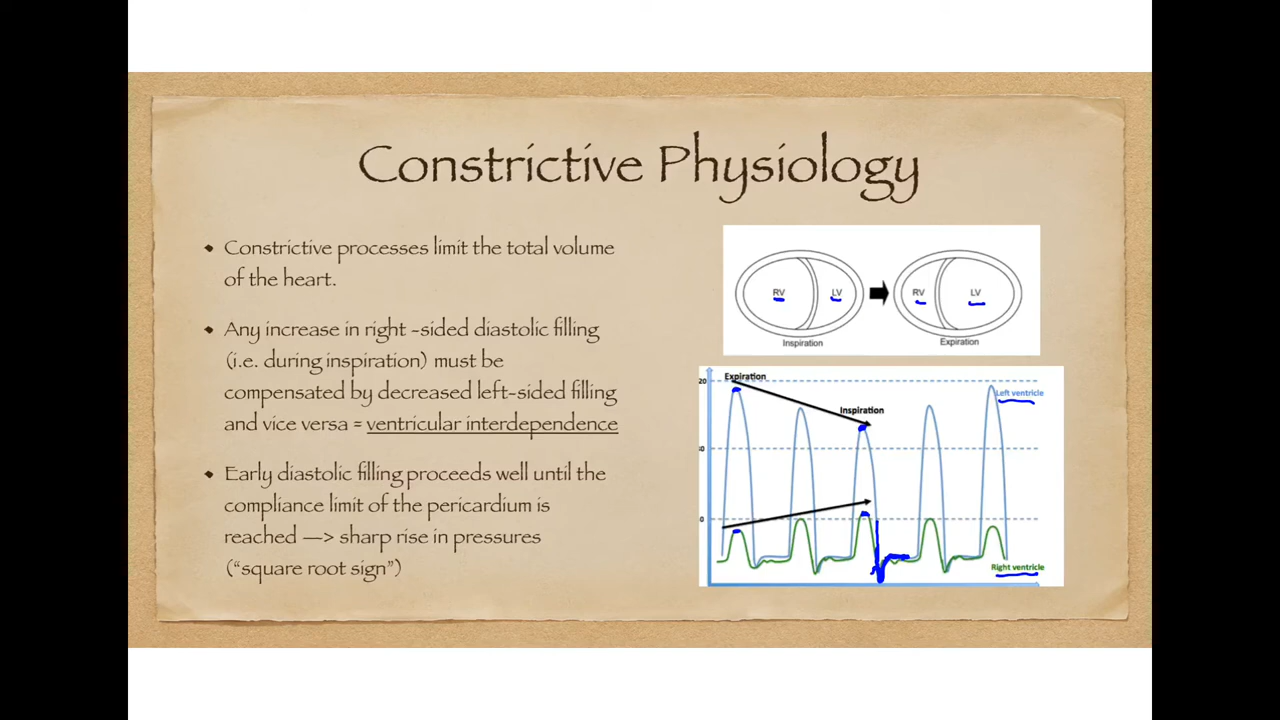 Constrictive Physiology
• Constrictive processes limit the total volume
of the heart.
• Any increase in right -sided diastolic filling
(i.e. during inspiration) must be
compensated by decreased left-sided filling
and vice versa = ventricular interdependence
• Early diastolic filling proceeds well until the
compliance limit of the pericardium is
reached —> sharp rise in pressures
("square root sign")
RV LV RV LV
Inspiration Expiration
Expiration
20
Left ventricle
Inspiration
Right ventricle